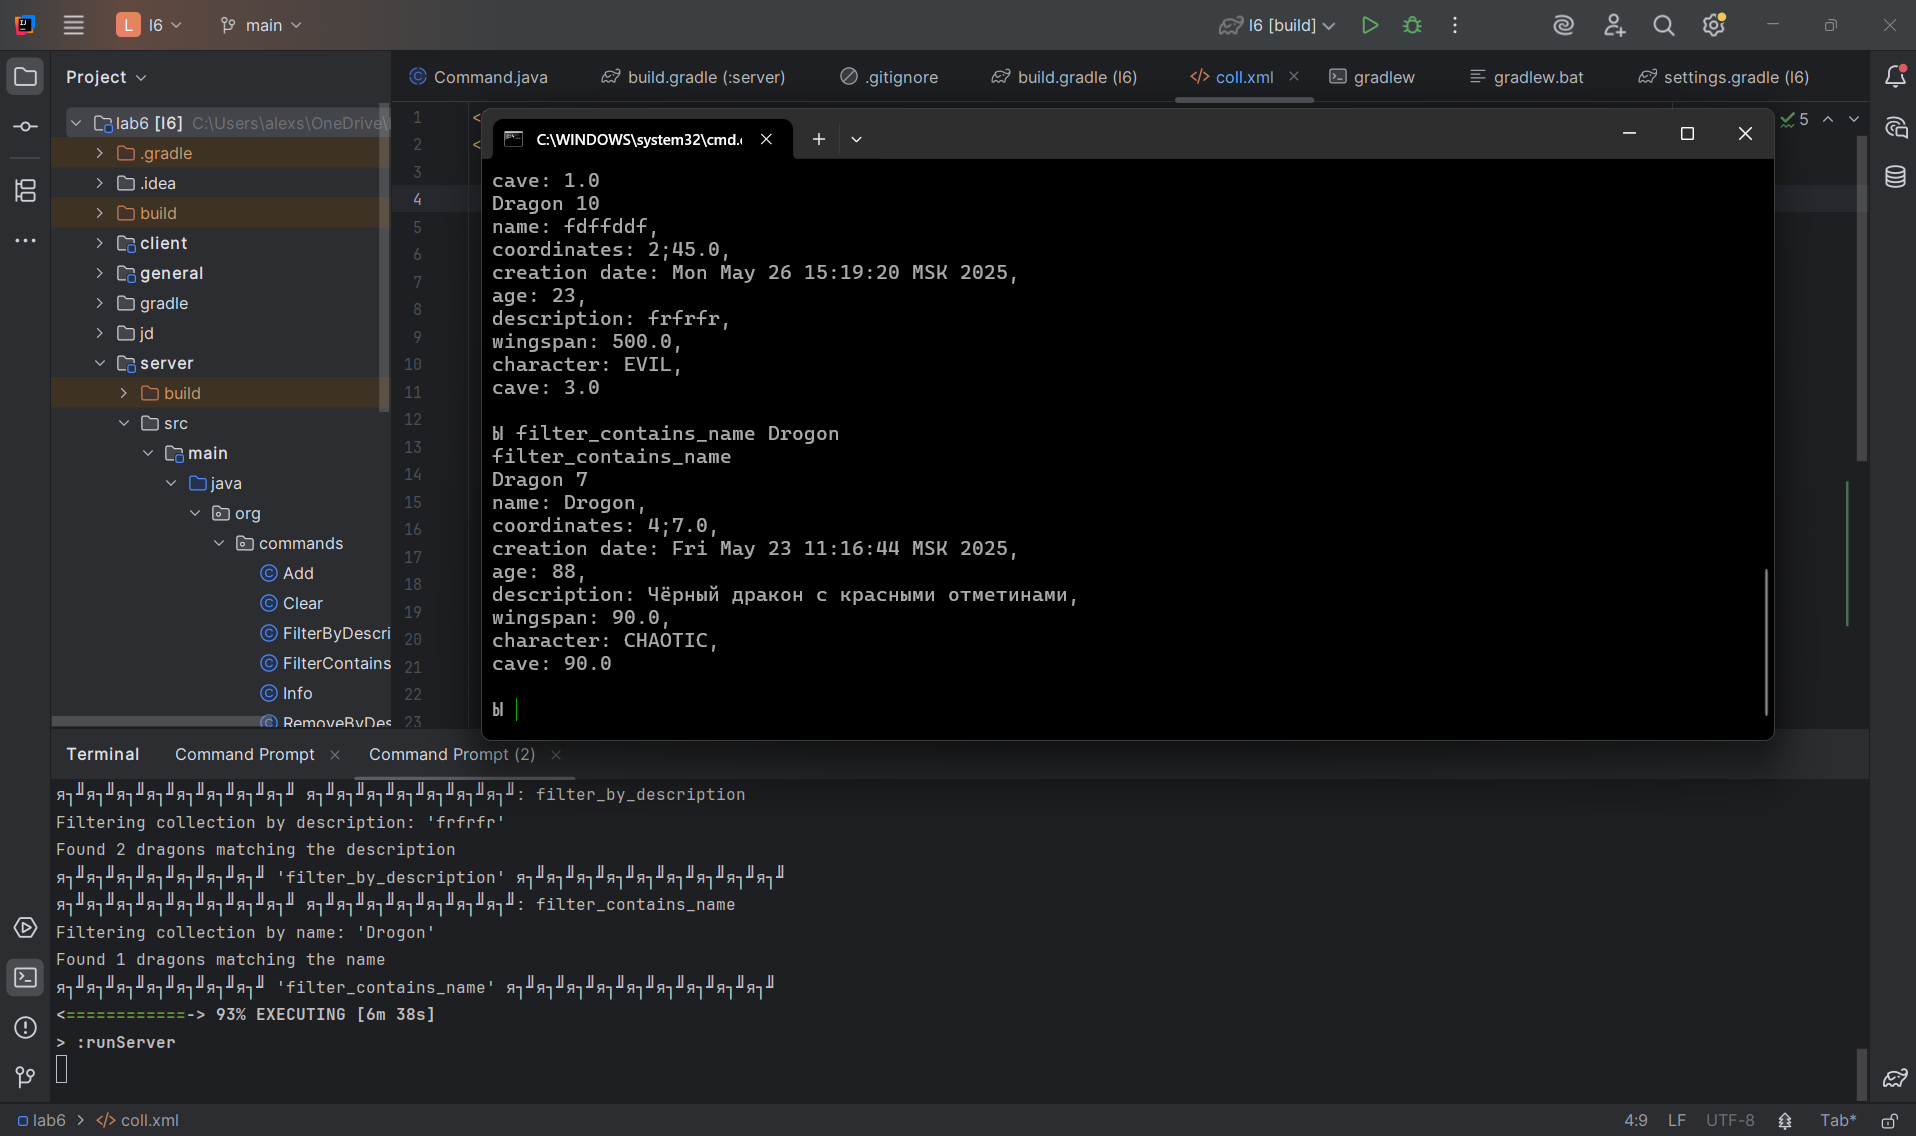 L l6 main l6 [build]
Project
Command.java build.gradle (:server) .gitignore build.gradle (l6) coll.xml gradlew gradlew.bat settings.gradle (l6)
lab6 [l6] C:\Users\alexs\OneDrive\
.gradle
.idea
build
client
general
gradle
jd
server
build
src
main
java
org
commands
Add
Clear
FilterByDescri
FilterContains
Info
RemoveByDes
1
2
3
4
5
6
7
8
9
10
11
12
13
14
15
16
17
18
19
20
21
22
23
<
<
5
C:\WINDOWS\system32\cmd.
cave: 1.0
Dragon 10
name: fdffddf,
coordinates: 2;45.0,
creation date: Mon May 26 15:19:20 MSK 2025,
age: 23,
description: frfrfr,
wingspan: 500.0,
character: EVIL,
cave: 3.0
Ы filter_contains_name Drogon
filter_contains_name
Dragon 7
name: Drogon,
coordinates: 4;7.0,
creation date: Fri May 23 11:16:44 MSK 2025,
age: 88,
description: Чёрный дракон с красными отметинами,
wingspan: 90.0,
character: CHAOTIC,
cave: 90.0
Ы
Terminal Command Prompt Command Prompt (2)
я┐╜я┐╜я┐╜я┐╜я┐╜я┐╜я┐╜я┐╜ я┐╜я┐╜я┐╜я┐╜я┐╜я┐╜я┐╜: filter_by_description
Filtering collection by description: 'frfrfr'
Found 2 dragons matching the description
я┐╜я┐╜я┐╜я┐╜я┐╜я┐╜я┐╜ 'filter_by_description' я┐╜я┐╜я┐╜я┐╜я┐╜я┐╜я┐╜я┐╜я┐╜
я┐╜я┐╜я┐╜я┐╜я┐╜я┐╜я┐╜я┐╜ я┐╜я┐╜я┐╜я┐╜я┐╜я┐╜я┐╜: filter_contains_name
Filtering collection by name: 'Drogon'
Found 1 dragons matching the name
я┐╜я┐╜я┐╜я┐╜я┐╜я┐╜я┐╜ 'filter_contains_name' я┐╜я┐╜я┐╜я┐╜я┐╜я┐╜я┐╜я┐╜я┐╜
<============-> 93% EXECUTING [6m 38s]
> :runServer
lab6 > coll.xml 4:9 LF UTF-8 Tab*